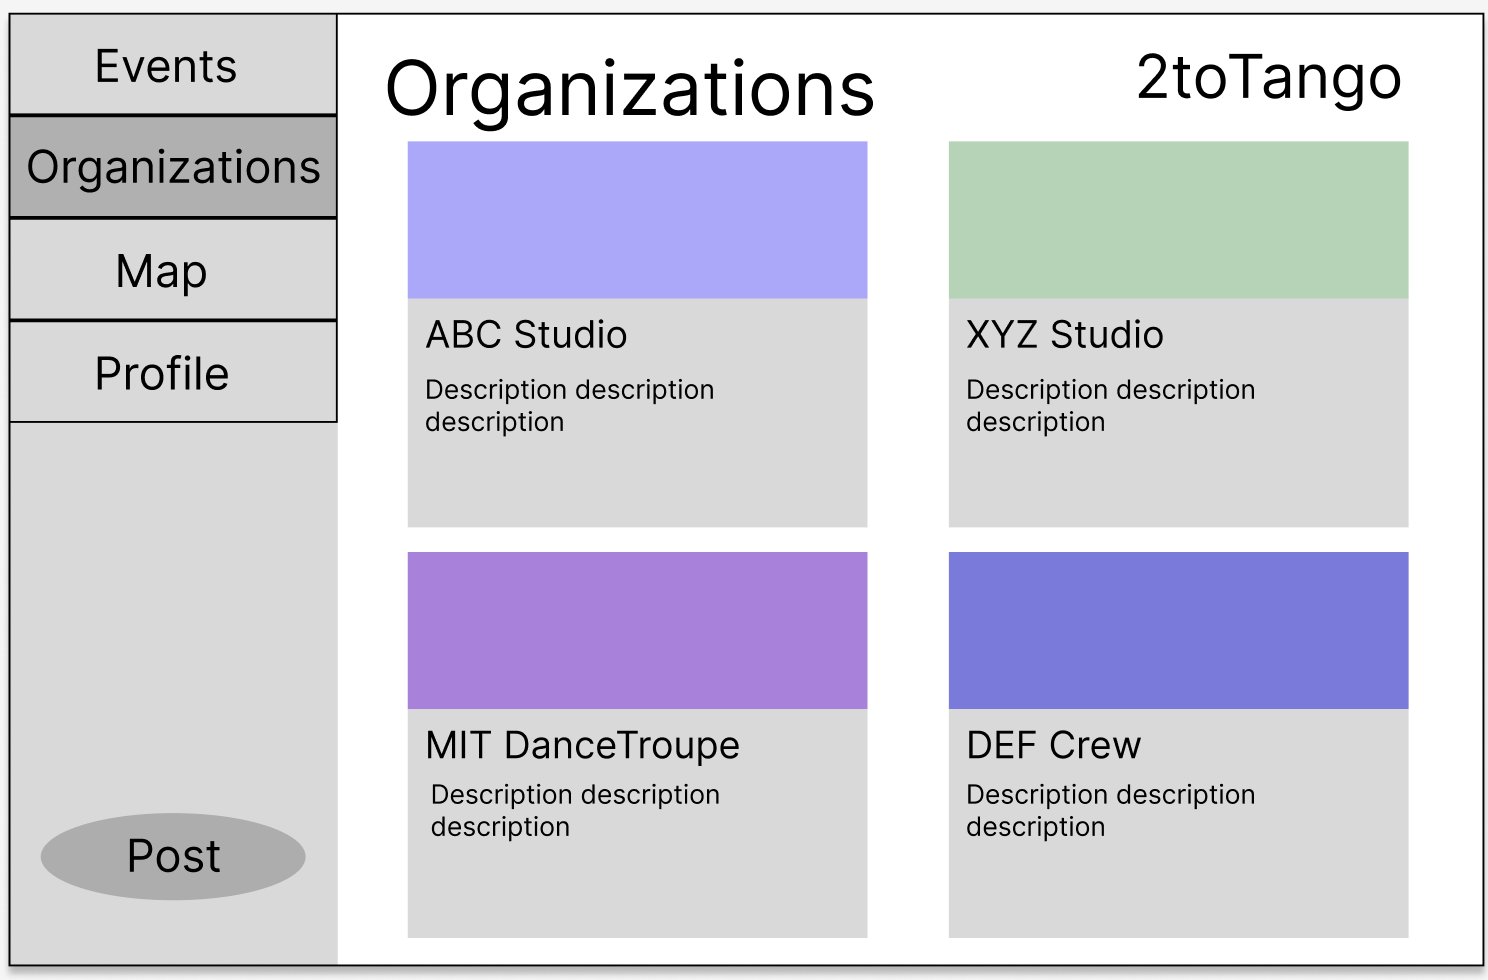 Events
Organizations
Map
Profile
Post
Organizations
2toTango
ABC Studio
Description description
description
XYZ Studio
Description description
description
MIT DanceTroupe
Description description
description
DEF Crew
Description description
description